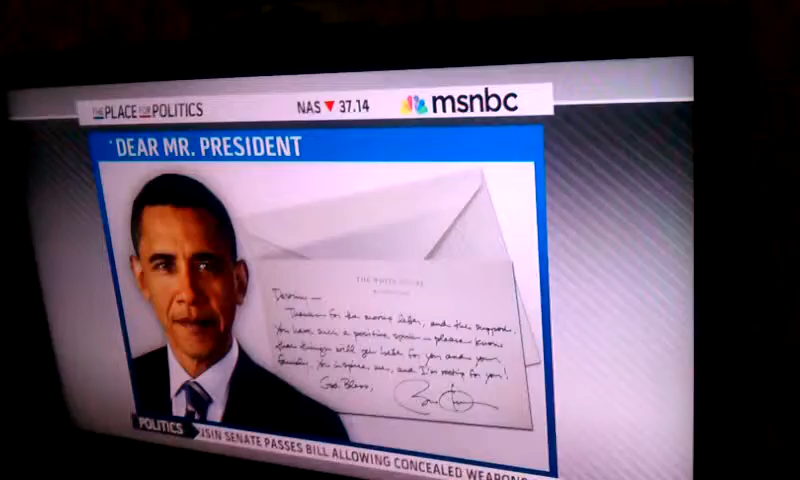 THE PLACE FOR POLITICS
NAS ▼ 37.14
msnbc
DEAR MR. PRESIDENT
THE WHITE HOUSE
WASHINGTON
Thanks for the moving letter, and the support.
You have such a positive spirit – please know
that things will get better for you and your
family. You inspire me, and I'm rooting for you!
God Bless,
POLITICS
NSIN SENATE PASSES BILL ALLOWING CONCEALED WEAPONS